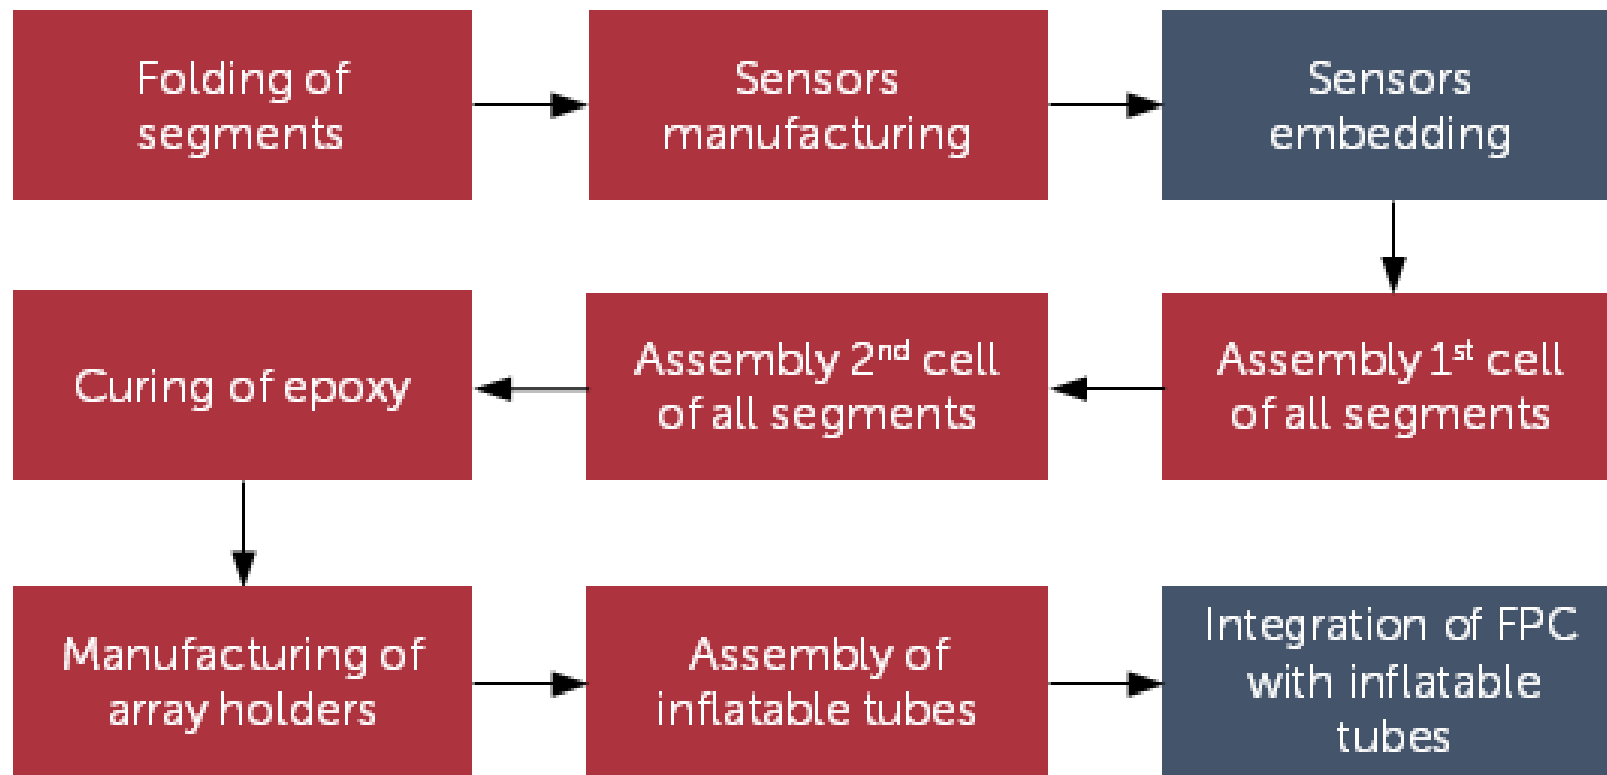 Folding of
segments
Sensors
manufacturing
Sensors
embedding
Assembly 1st cell
of all segments
Assembly 2nd cell
of all segments
Curing of epoxy
Manufacturing of
array holders
Assembly of
inflatable tubes
Integration of FPC
with inflatable
tubes